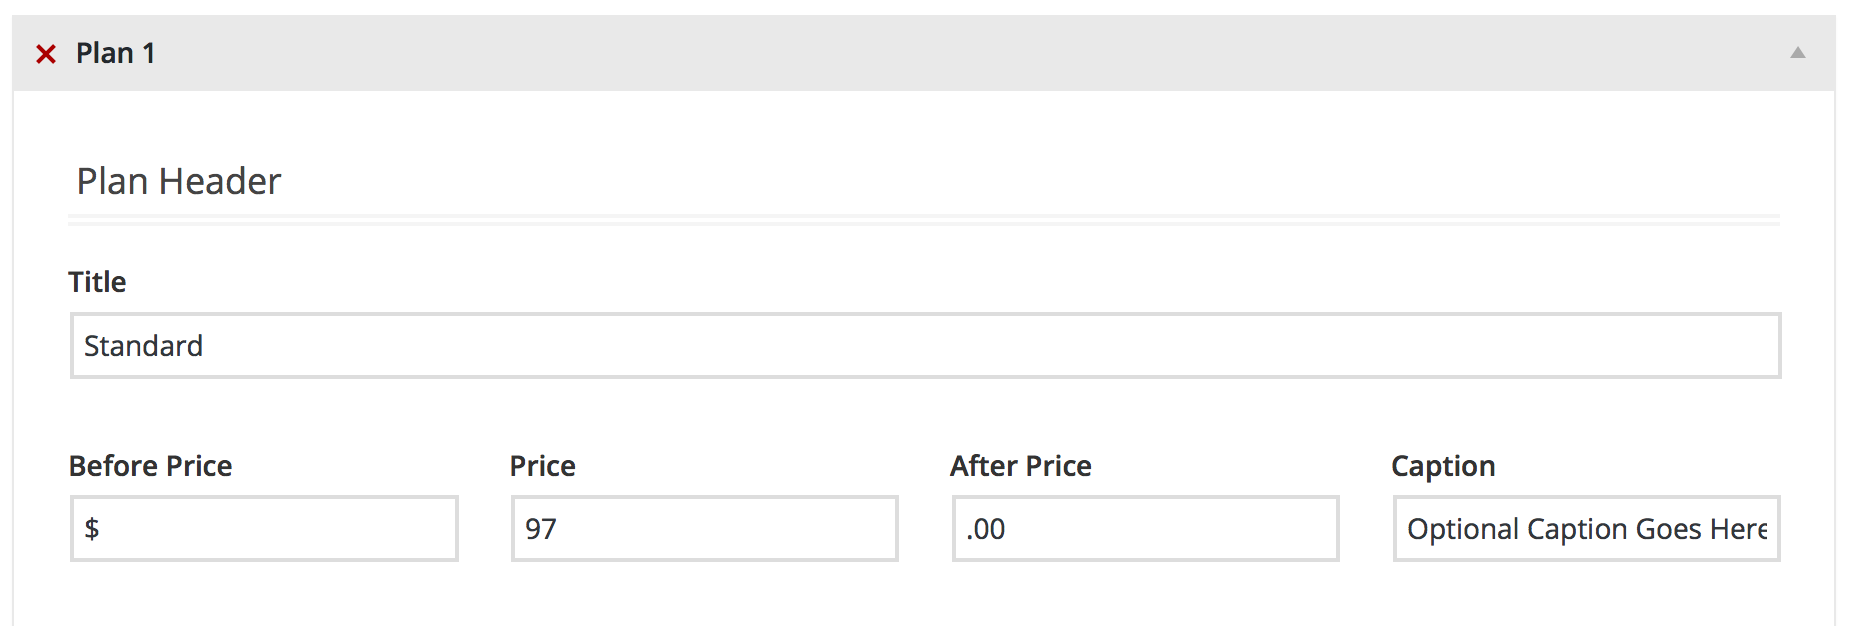 Plan 1
Plan Header
Title
Standard
Before Price Price After Price Caption
$ 97 .00 Optional Caption Goes Here